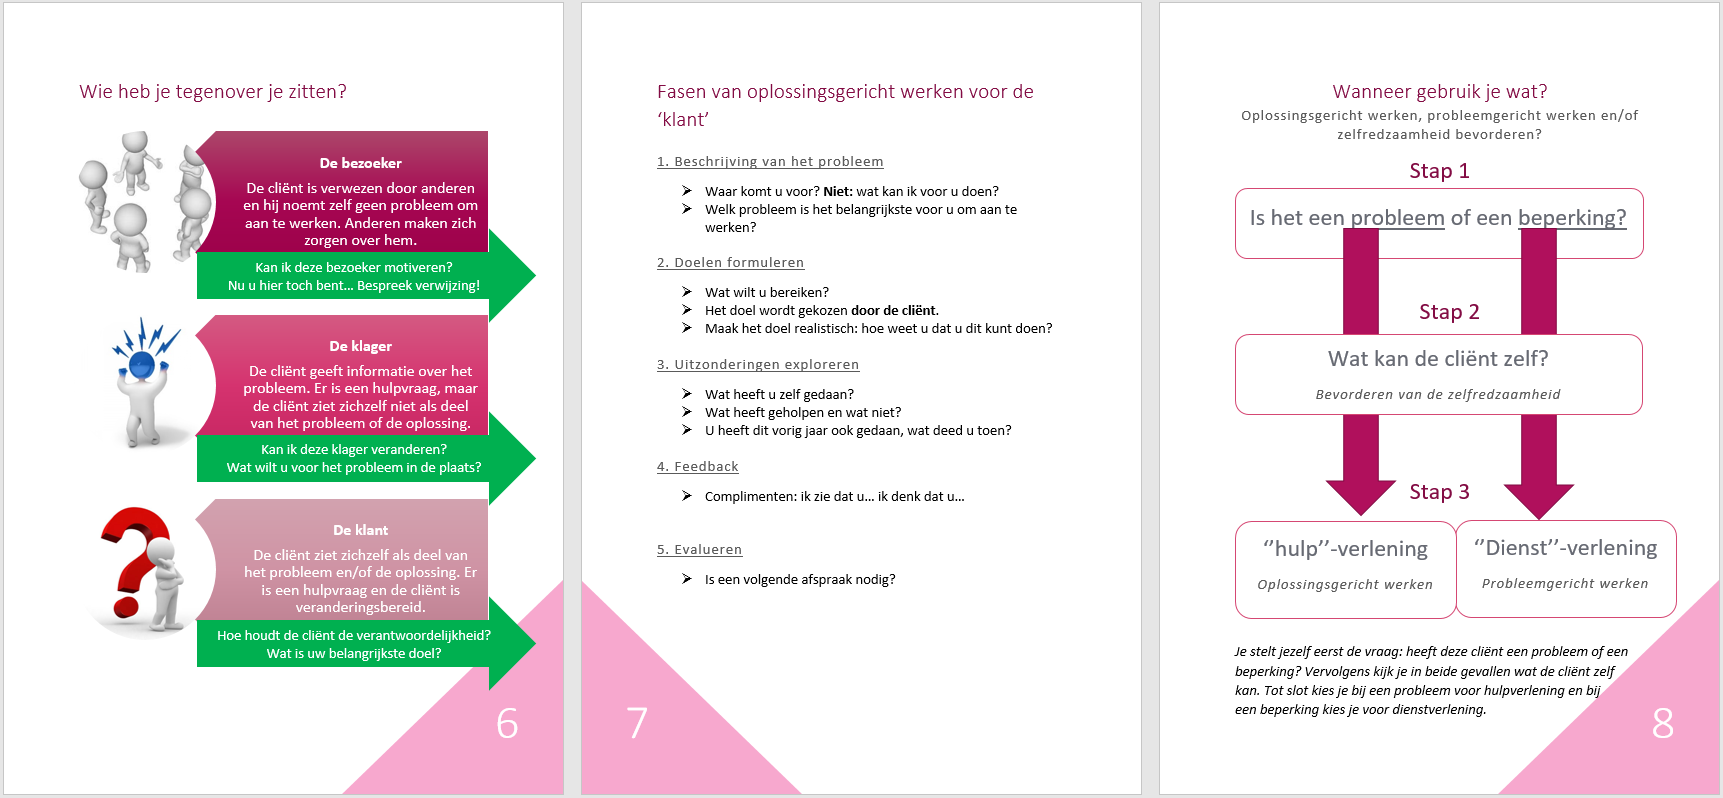 Wie heb je tegenover je zitten?
De bezoeker
De cliënt is verwezen door anderen
en hij noemt zelf geen probleem om
aan te werken. Anderen maken zich
zorgen over hem.
Kan ik deze bezoeker motiveren?
Nu u hier toch bent... Bespreek verwijzing!
De klager
De cliënt geeft informatie over het
probleem. Er is een hulpvraag, maar
de cliënt ziet zichzelf niet als deel
van het probleem of de oplossing.
Kan ik deze klager veranderen?
Wat wilt u voor het probleem in de plaats?
De klant
De cliënt ziet zichzelf als deel van
het probleem en/of de oplossing. Er
is een hulpvraag en de cliënt is
veranderingsbereid.
Hoe houdt de cliënt de verantwoordelijkheid?
Wat is uw belangrijkste doel?
6
Fasen van oplossingsgericht werken voor de
‘klant’
1. Beschrijving van het probleem
➢ Waar komt u voor? Niet: wat kan ik voor u doen?
➢ Welk probleem is het belangrijkste voor u om aan te
werken?
2. Doelen formuleren
➢ Wat wilt u bereiken?
➢ Het doel wordt gekozen door de cliënt.
➢ Maak het doel realistisch: hoe weet u dat u dit kunt doen?
3. Uitzonderingen exploreren
➢ Wat heeft u zelf gedaan?
➢ Wat heeft geholpen en wat niet?
➢ U heeft dit vorig jaar ook gedaan, wat deed u toen?
4. Feedback
➢ Complimenten: ik zie dat u... ik denk dat u...
5. Evalueren
➢ Is een volgende afspraak nodig?
7
Wanneer gebruik je wat?
Oplossingsgericht werken, probleemgericht werken en/of
zelfredzaamheid bevorderen?
Stap 1
Is het een probleem of een beperking?
Stap 2
Wat kan de cliënt zelf?
Bevorderen van de zelfredzaamheid
Stap 3
‘’hulp’’-verlening
Oplossingsgericht werken
‘’Dienst’’-verlening
Probleemgericht werken
Je stelt jezelf eerst de vraag: heeft deze cliënt een probleem of een
beperking? Vervolgens kijk je in beide gevallen wat de cliënt zelf
kan. Tot slot kies je bij een probleem voor hulpverlening en bij
een beperking kies je voor dienstverlening.
8